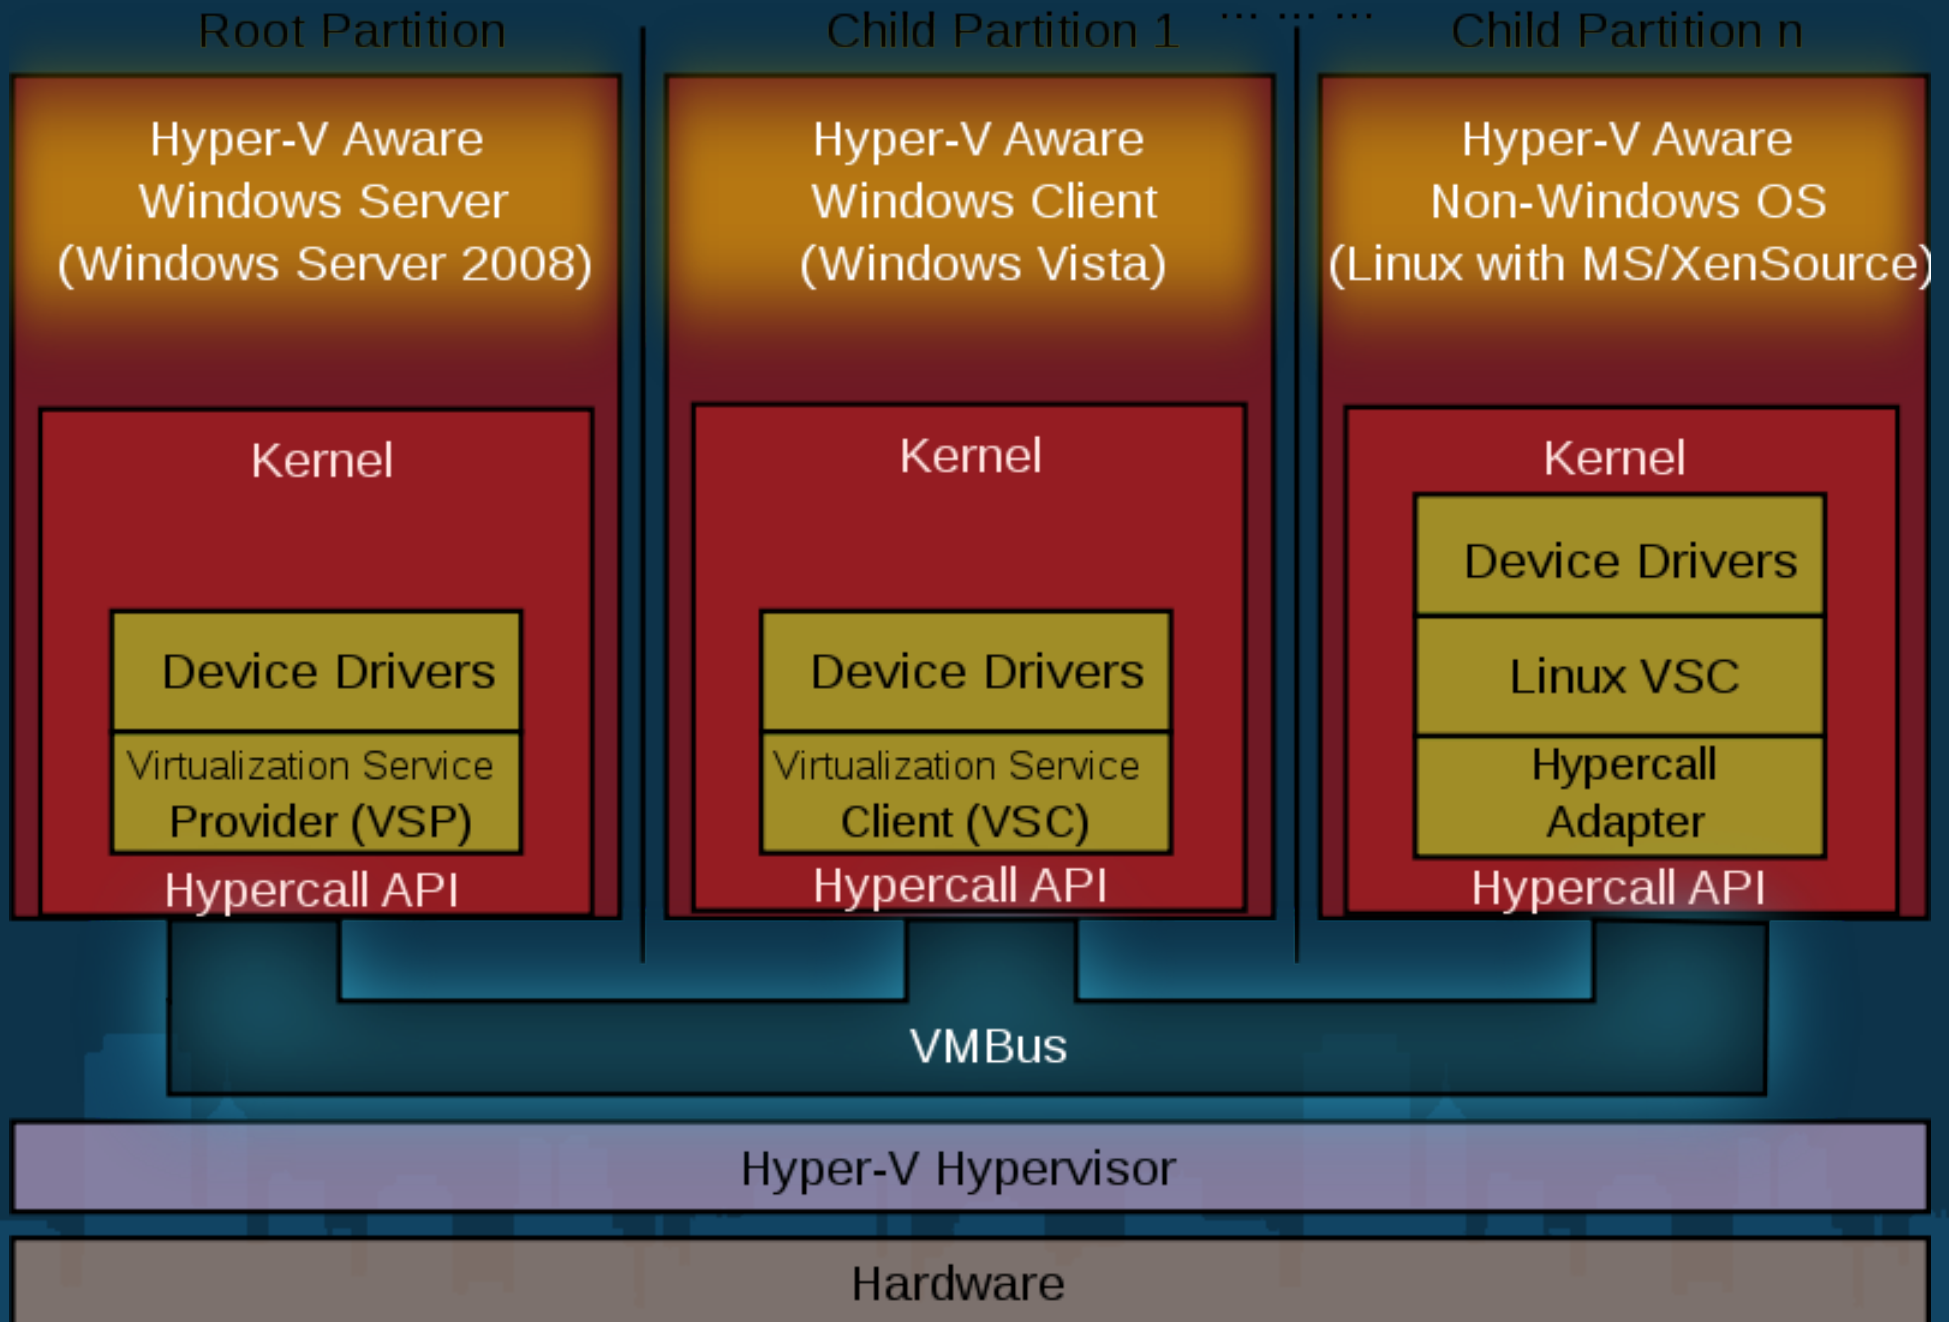 Root Partition
Child Partition 1
... ... ...
Child Partition n
Hyper-V Aware
Windows Server
(Windows Server 2008)
Kernel
Device Drivers
Virtualization Service
Provider (VSP)
Hypercall API
Hyper-V Aware
Windows Client
(Windows Vista)
Kernel
Device Drivers
Virtualization Service
Client (VSC)
Hypercall API
Hyper-V Aware
Non-Windows OS
(Linux with MS/XenSource)
Kernel
Device Drivers
Linux VSC
Hypercall
Adapter
Hypercall API
VMBus
Hyper-V Hypervisor
Hardware